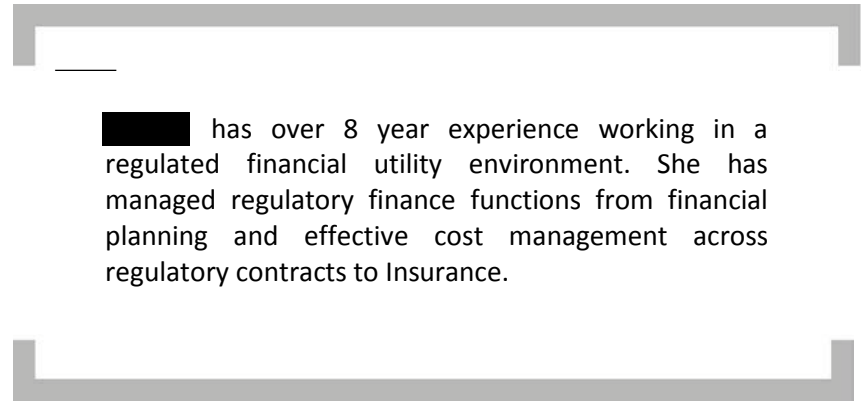 has over 8 year experience working in a
regulated financial utility environment. She has
managed regulatory finance functions from financial
planning and effective cost management across
regulatory contracts to Insurance.